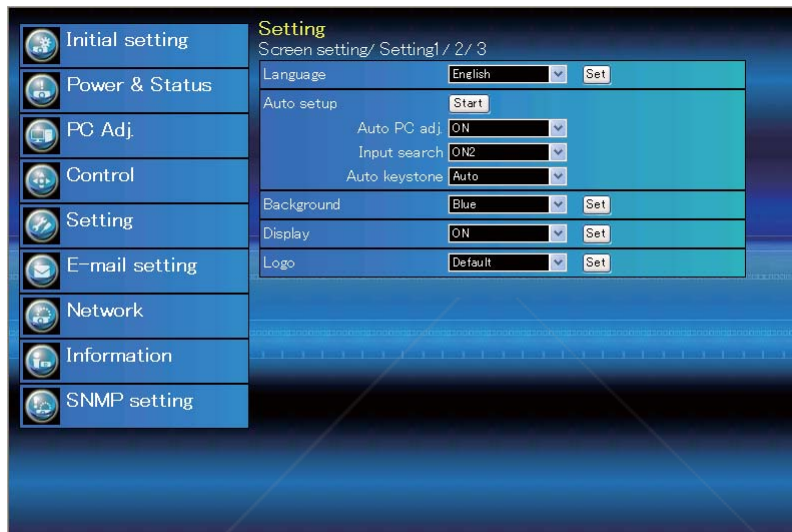 Initial setting
Power & Status
PC Adj.
Control
Setting
E-mail setting
Network
Information
SNMP setting
Setting
Screen setting/ Setting1/ 2/ 3
Language English Set
Auto setup Start
Auto PC adj. ON
Input search ON2
Auto keystone Auto
Background Blue Set
Display ON Set
Logo Default Set